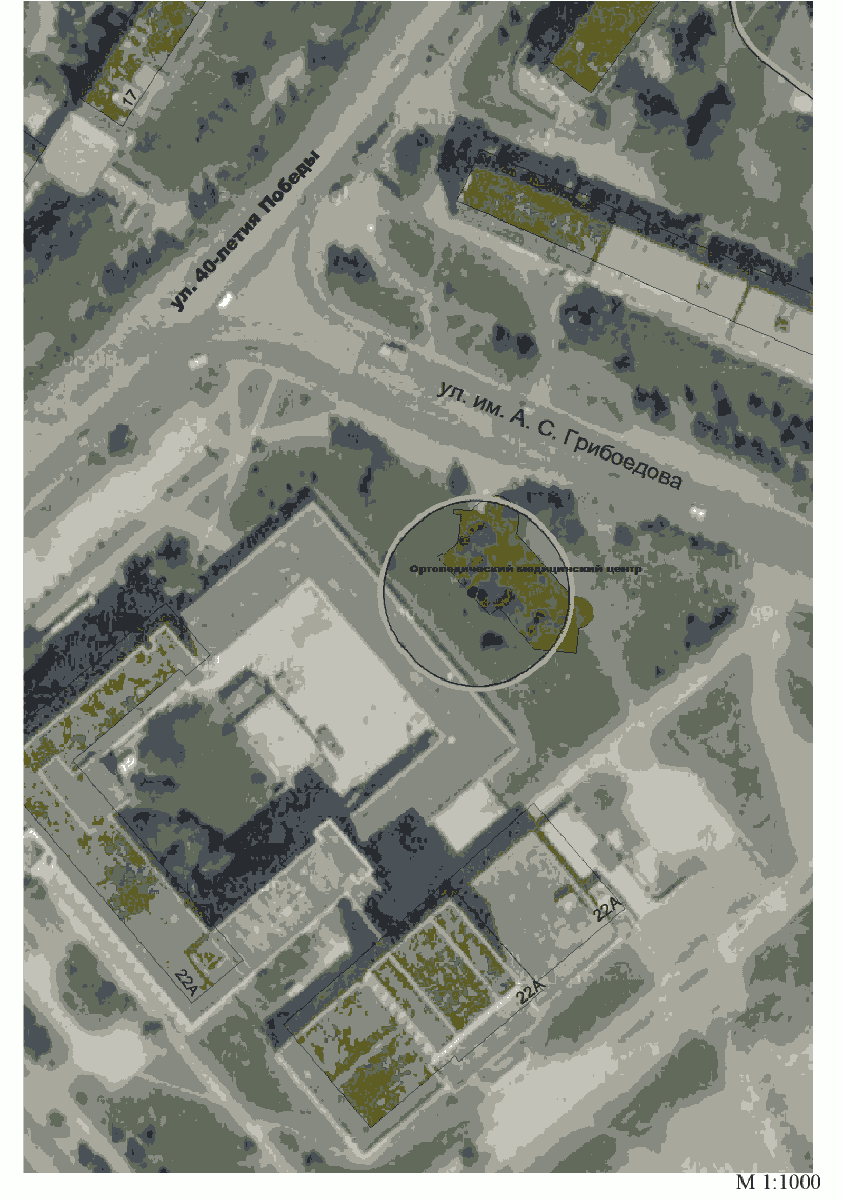 17
ул. 40-летия Победы
ул. им. А. С. Грибоедова
Ортопедический медицинский центр
22А
22А
22А
М 1:1000